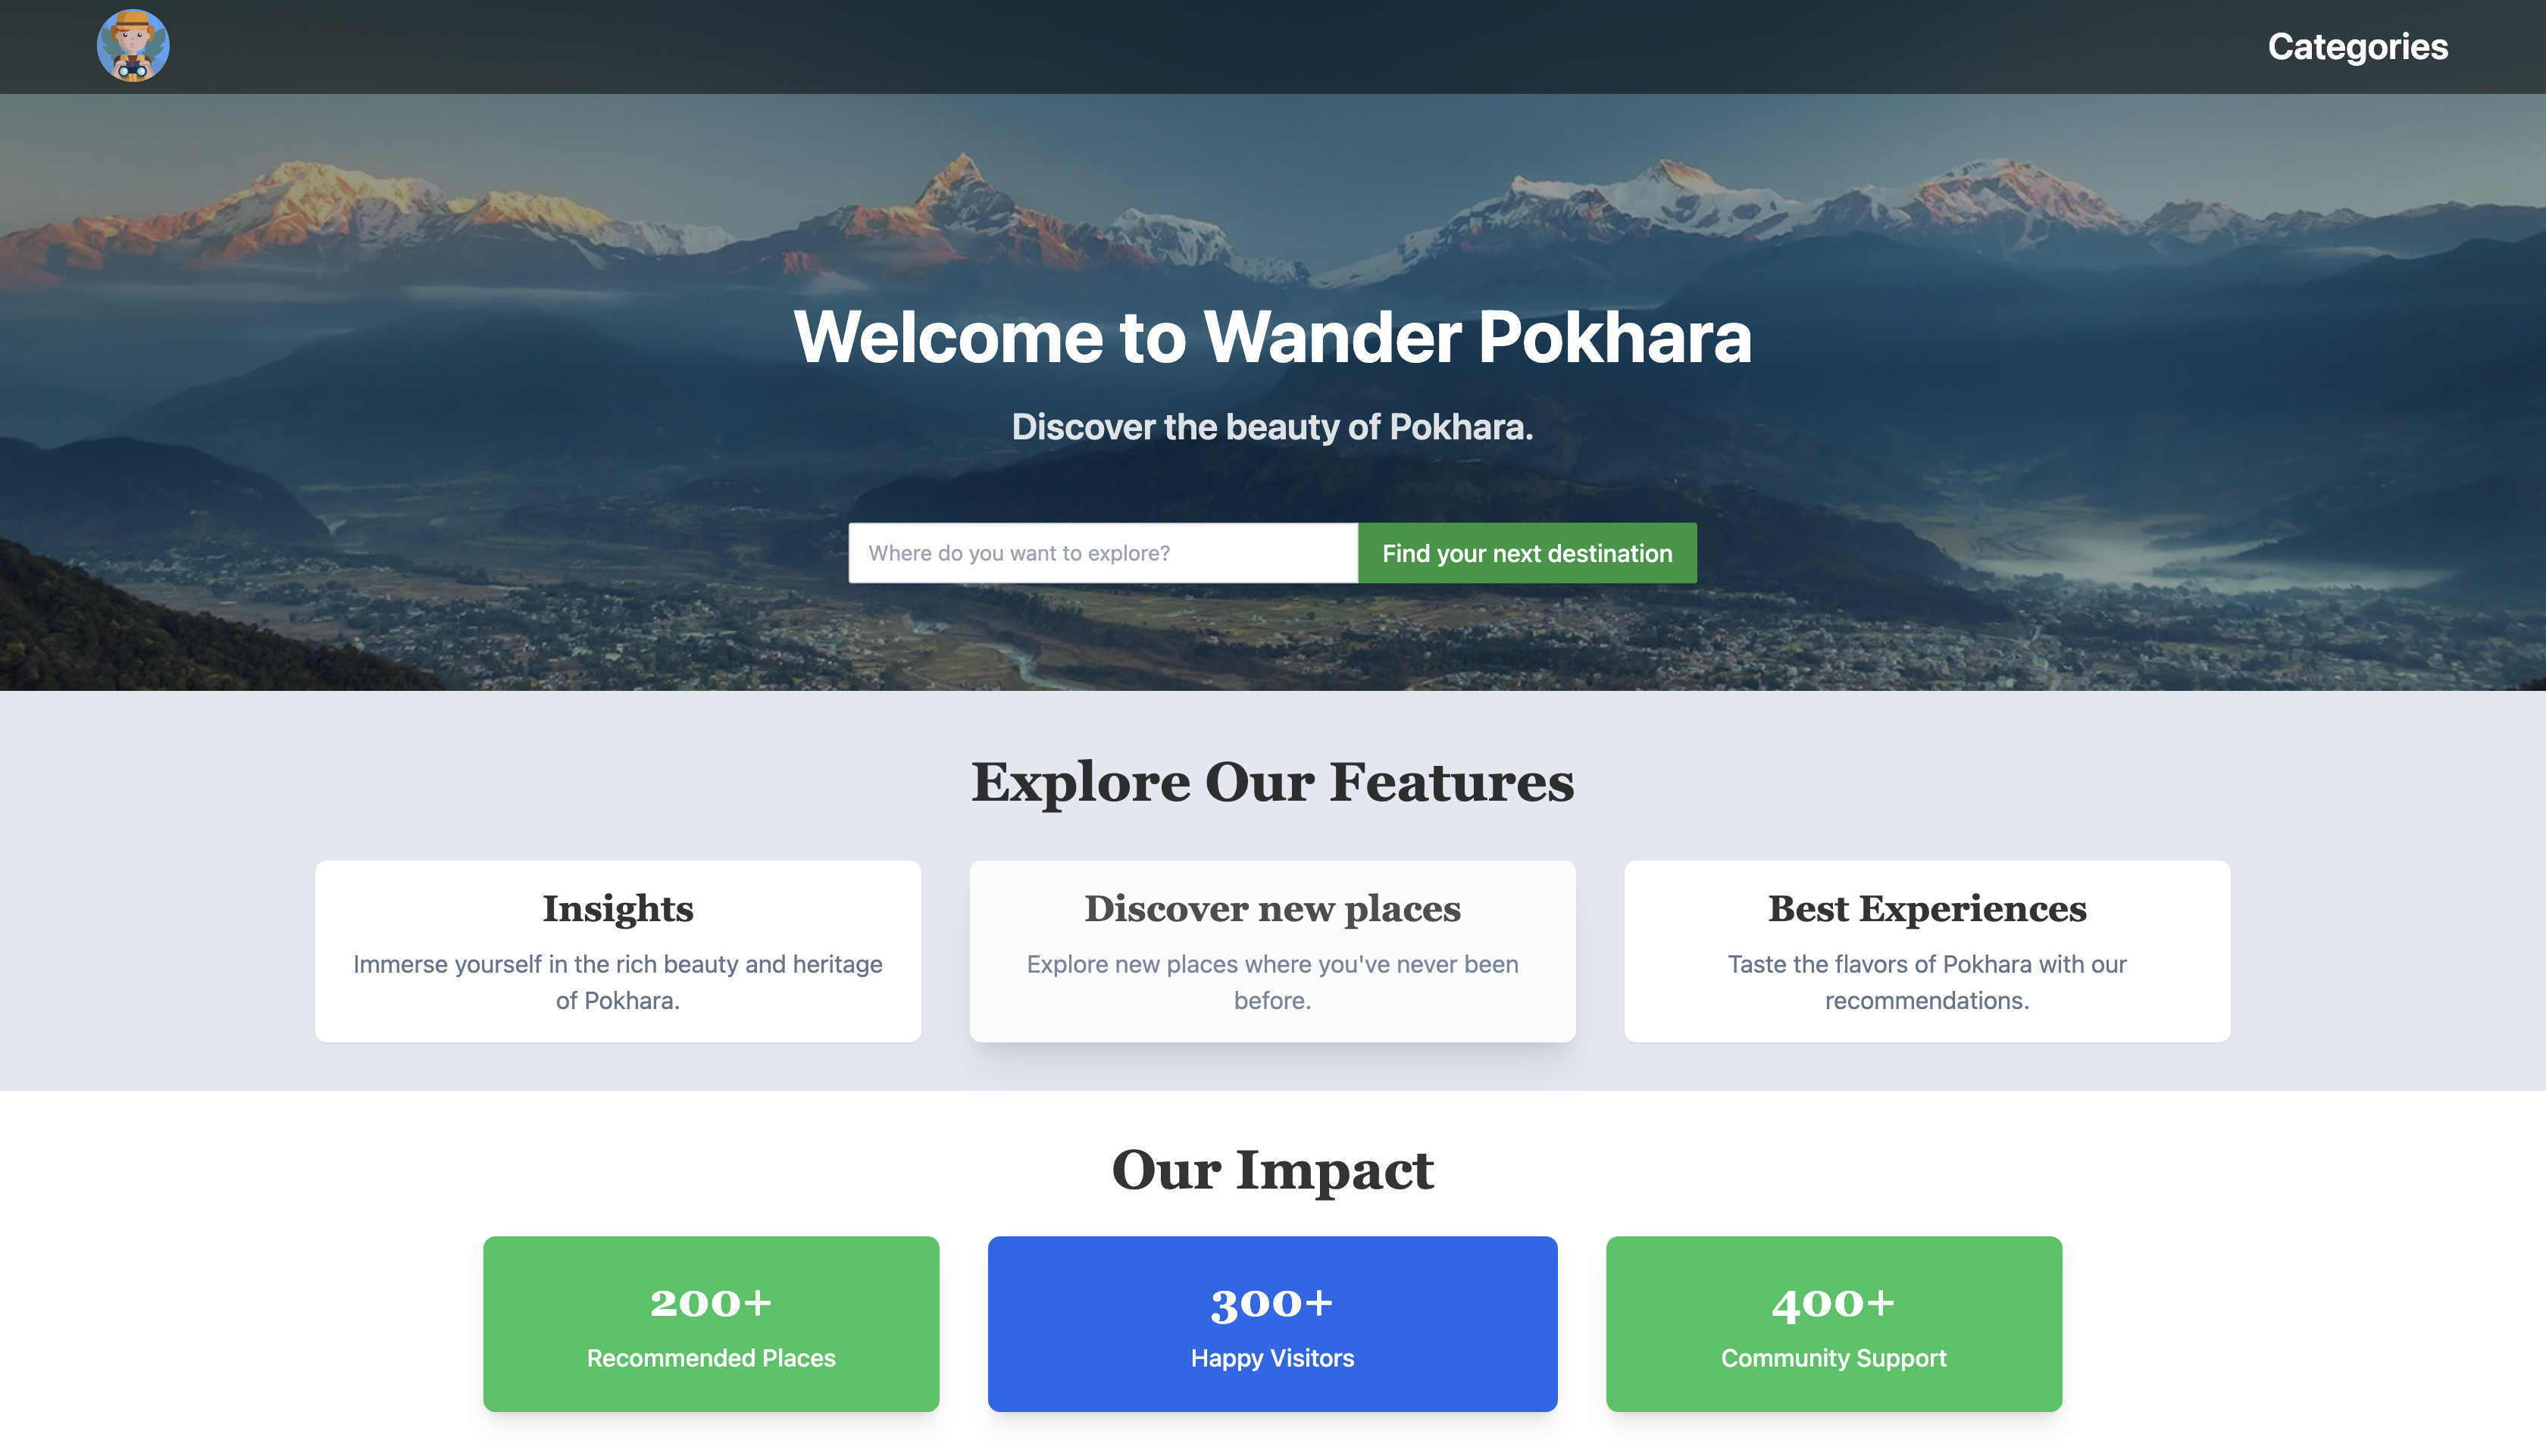 Categories
Welcome to Wander Pokhara
Discover the beauty of Pokhara.
Where do you want to explore?
Find your next destination
Explore Our Features
Insights
Immerse yourself in the rich beauty and heritage
of Pokhara.
Discover new places
Explore new places where you've never been
before.
Best Experiences
Taste the flavors of Pokhara with our
recommendations.
Our Impact
200+
Recommended Places
300+
Happy Visitors
400+
Community Support